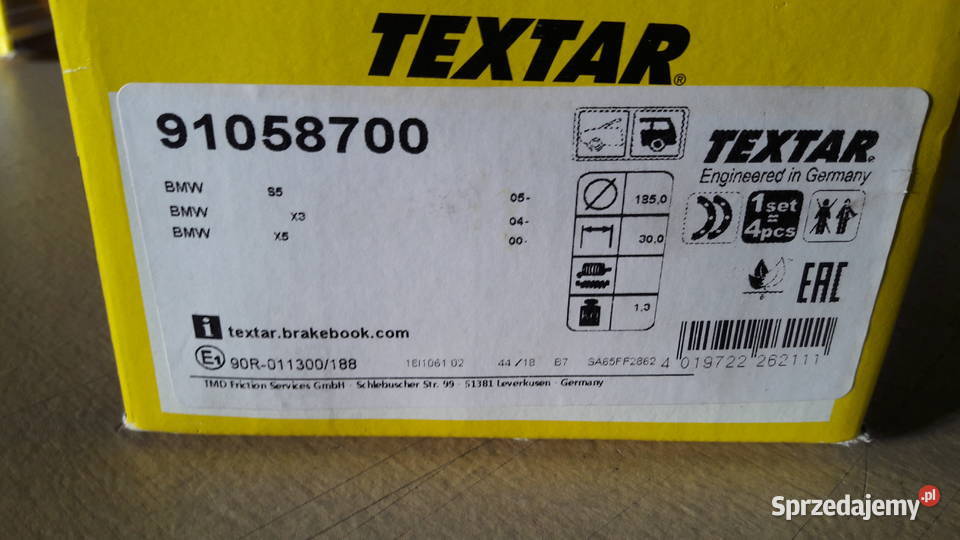 TEXTAR®
91058700
TEXTAR®
Engineered in Germany
BMW S5 05-
BMW X3 04-
BMW X5 00-
185,0
30,0
1,3
1 set
=
4pcs
EAC
i textar.brakebook.com
E1 90R-011300/188 16I1061 02 44/18 B7 SA65FF2862
4 019722 262111
TMD Friction Services GmbH · Schlebuscher Str. 99 · 51381 Leverkusen · Germany
Sprzedajemy.pl